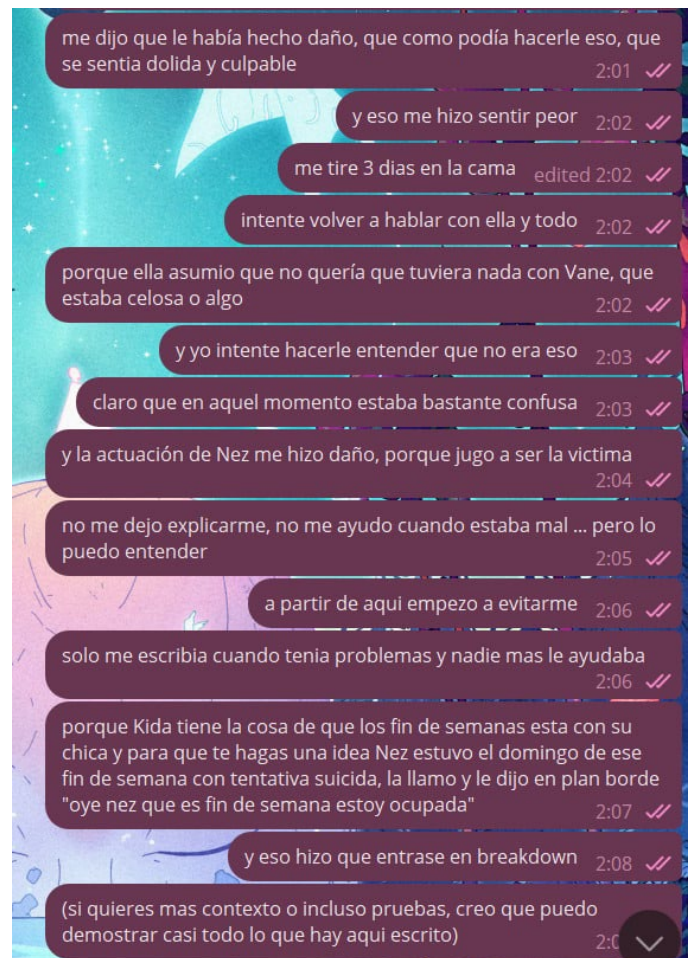 me dijo que le había hecho daño, que como podía hacerle eso, que
se sentia dolida y culpable
2:01
y eso me hizo sentir peor 2:02
me tire 3 dias en la cama edited 2:02
intente volver a hablar con ella y todo 2:02
porque ella asumio que no quería que tuviera nada con Vane, que
estaba celosa o algo
2:02
y yo intente hacerle entender que no era eso 2:03
claro que en aquel momento estaba bastante confusa 2:03
y la actuación de Nez me hizo daño, porque jugo a ser la victima
2:04
no me dejo explicarme, no me ayudo cuando estaba mal ... pero lo
puedo entender
2:05
a partir de aqui empezo a evitarme 2:06
solo me escribia cuando tenia problemas y nadie mas le ayudaba
2:06
porque Kida tiene la cosa de que los fin de semanas esta con su
chica y para que te hagas una idea Nez estuvo el domingo de ese
fin de semana con tentativa suicida, la llamo y le dijo en plan borde
"oye nez que es fin de semana estoy ocupada"
2:07
y eso hizo que entrase en breakdown 2:08
(si quieres mas contexto o incluso pruebas, creo que puedo
demostrar casi todo lo que hay aqui escrito)